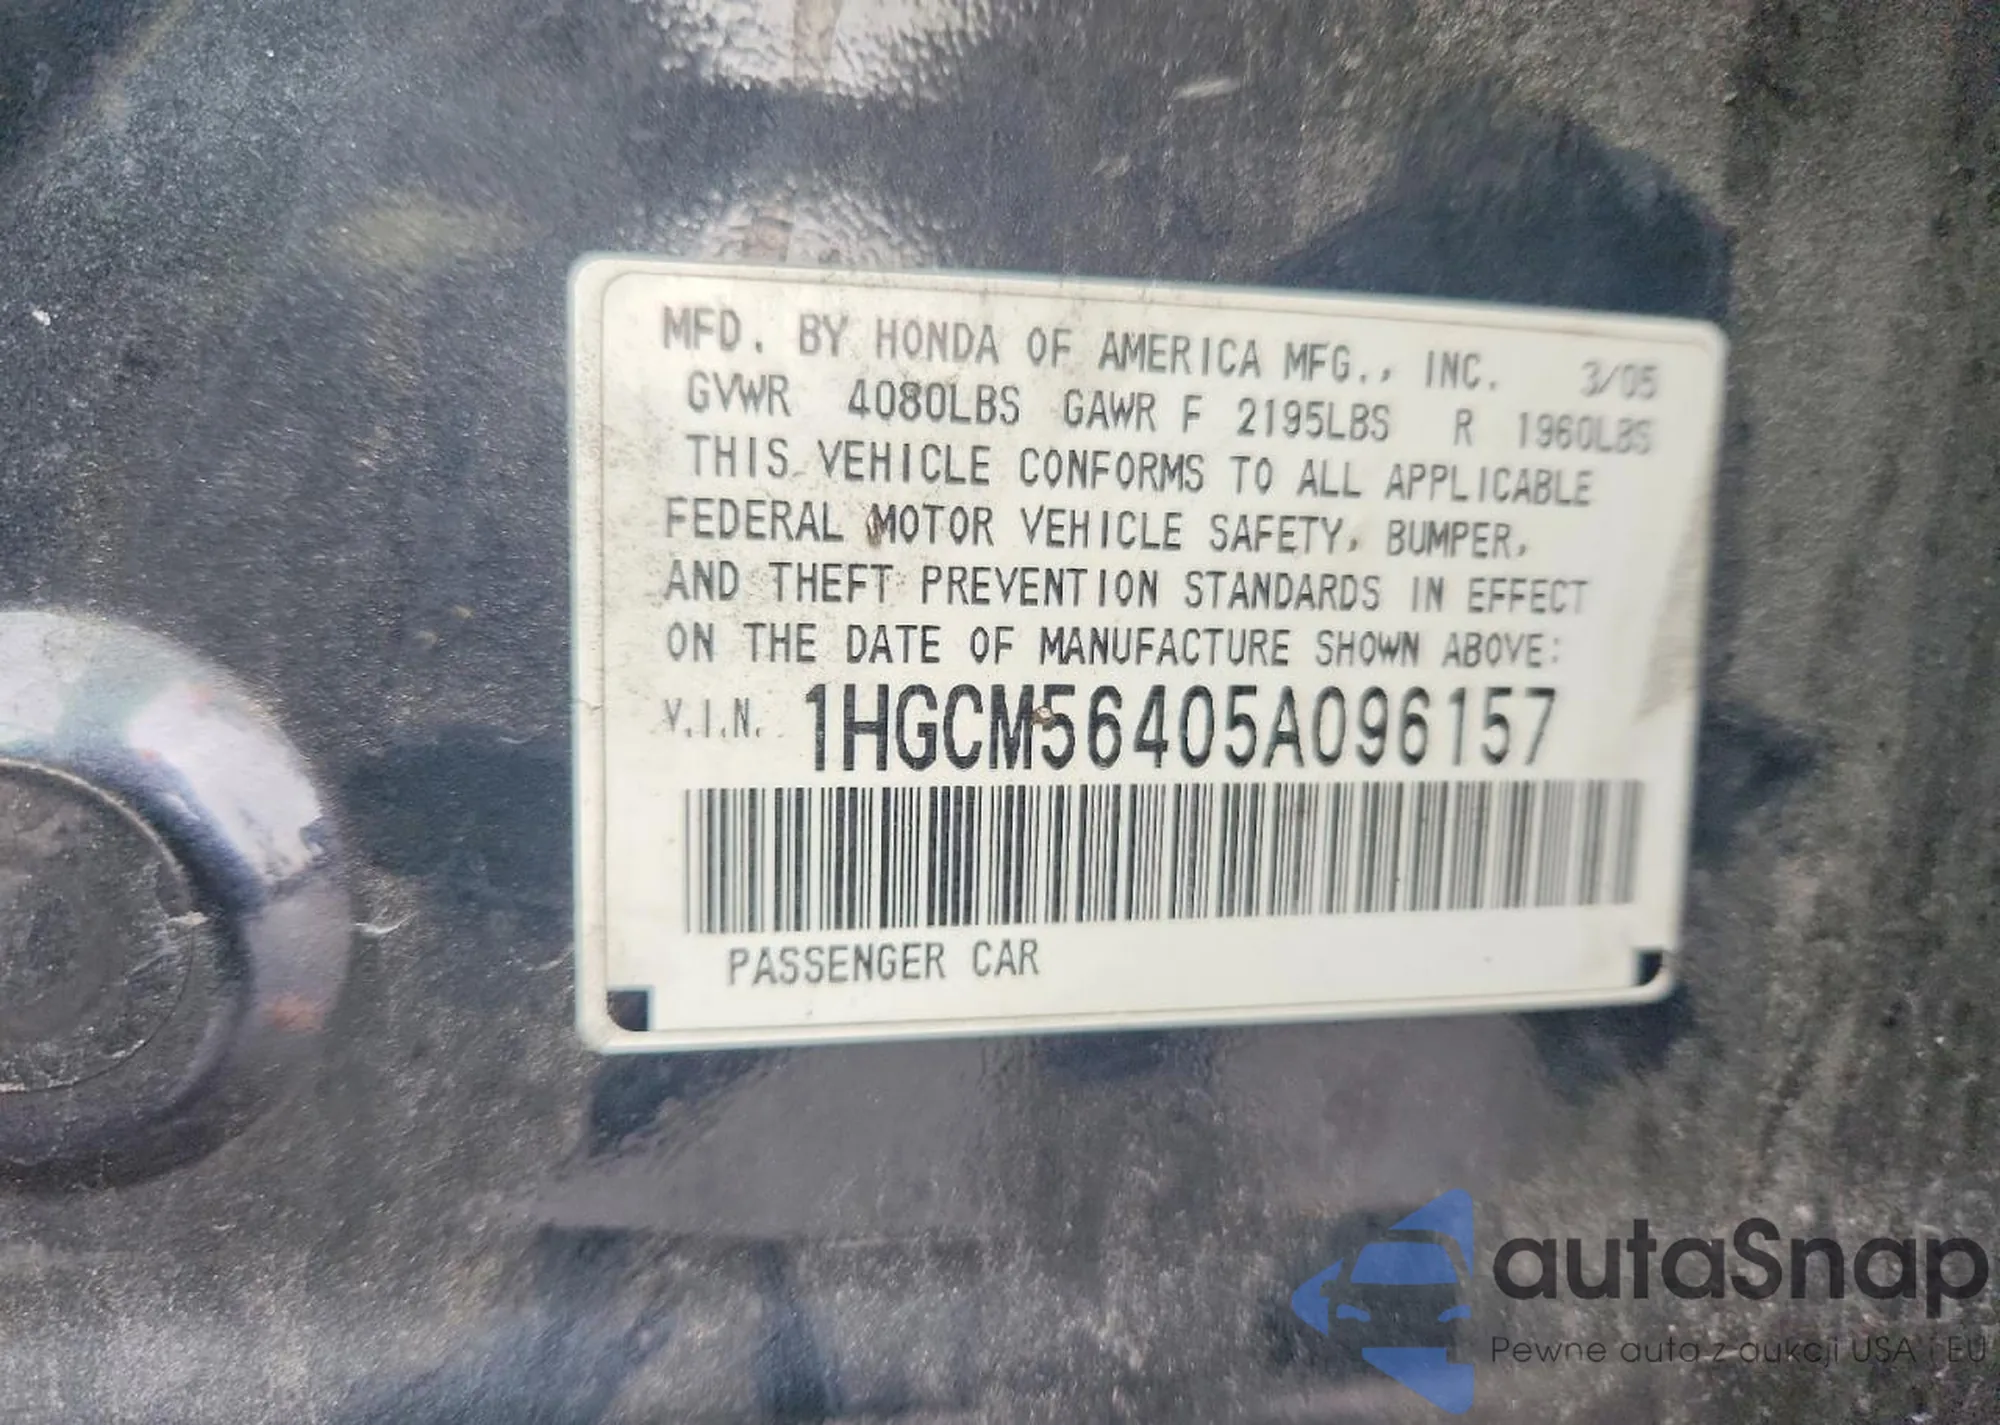 MFD. BY HONDA OF AMERICA MFG., INC. 3/05
GVWR 4080LBS GAWR F 2195LBS R 1960LBS
THIS VEHICLE CONFORMS TO ALL APPLICABLE
FEDERAL MOTOR VEHICLE SAFETY, BUMPER,
AND THEFT PREVENTION STANDARDS IN EFFECT
ON THE DATE OF MANUFACTURE SHOWN ABOVE:
V.I.N. 1HGCM56405A096157
PASSENGER CAR
autaSnap
Pewne auta z aukcji USA i EU